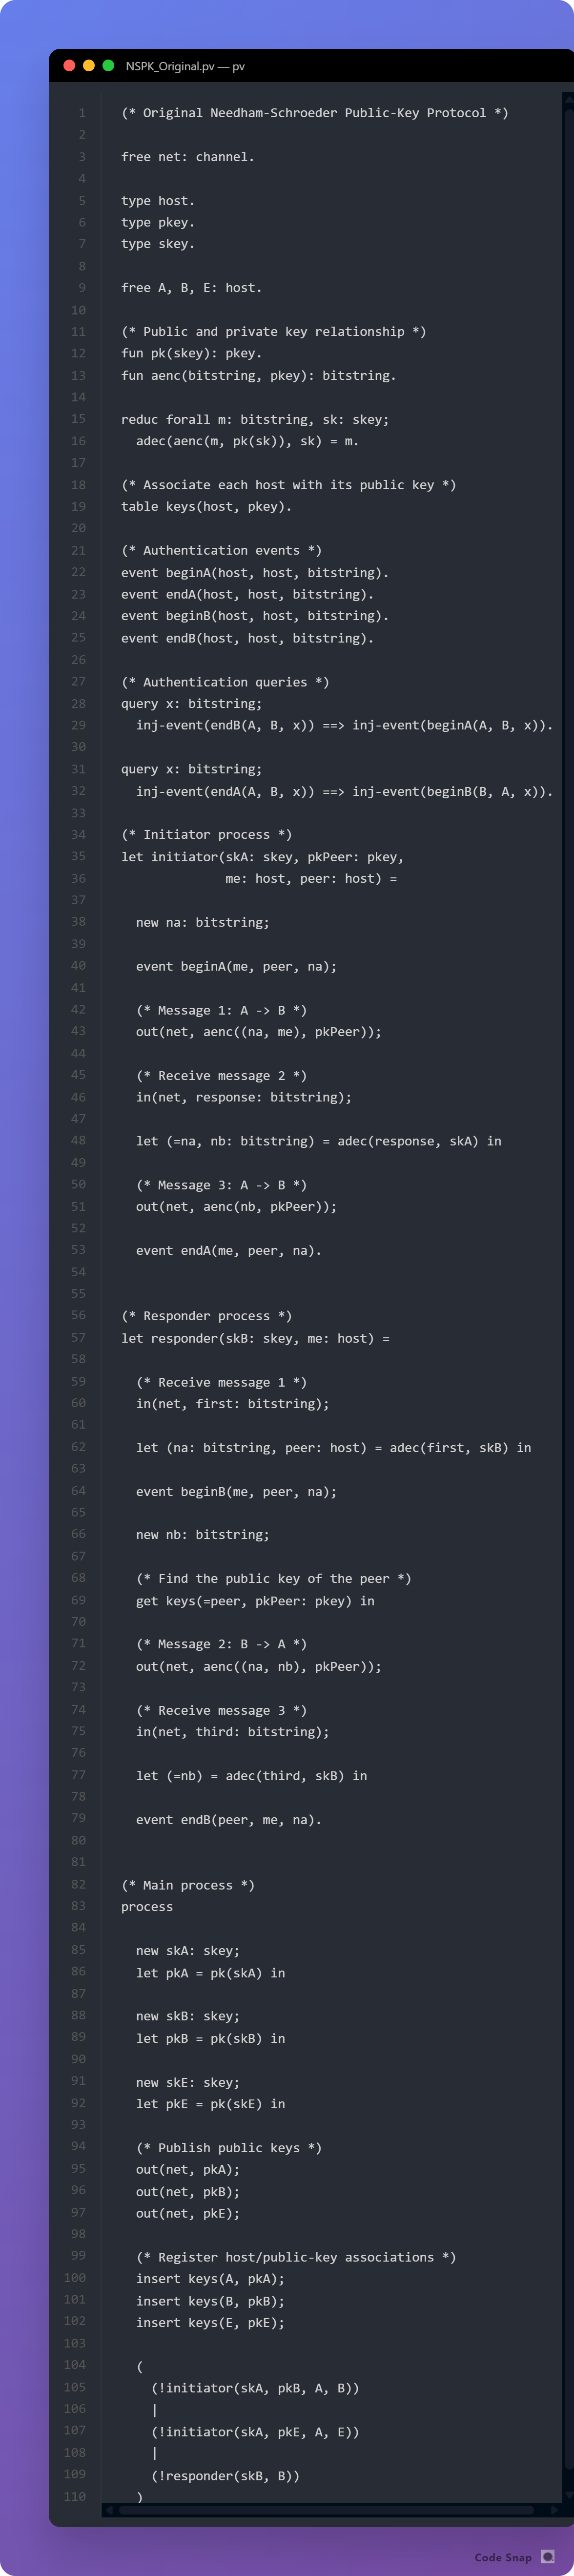 NSPK_Original.pv — pv
1 (* Original Needham-Schroeder Public-Key Protocol *)
2
3 free net: channel.
4
5 type host.
6 type pkey.
7 type skey.
8
9 free A, B, E: host.
10
11 (* Public and private key relationship *)
12 fun pk(skey): pkey.
13 fun aenc(bitstring, pkey): bitstring.
14
15 reduc forall m: bitstring, sk: skey;
16   adec(aenc(m, pk(sk)), sk) = m.
17
18 (* Associate each host with its public key *)
19 table keys(host, pkey).
20
21 (* Authentication events *)
22 event beginA(host, host, bitstring).
23 event endA(host, host, bitstring).
24 event beginB(host, host, bitstring).
25 event endB(host, host, bitstring).
26
27 (* Authentication queries *)
28 query x: bitstring;
29   inj-event(endB(A, B, x)) ==> inj-event(beginA(A, B, x)).
30
31 query x: bitstring;
32   inj-event(endA(A, B, x)) ==> inj-event(beginB(B, A, x)).
33
34 (* Initiator process *)
35 let initiator(skA: skey, pkPeer: pkey,
36               me: host, peer: host) =
37
38   new na: bitstring;
39
40   event beginA(me, peer, na);
41
42   (* Message 1: A -> B *)
43   out(net, aenc((na, me), pkPeer));
44
45   (* Receive message 2 *)
46   in(net, response: bitstring);
47
48   let (=na, nb: bitstring) = adec(response, skA) in
49
50   (* Message 3: A -> B *)
51   out(net, aenc(nb, pkPeer));
52
53   event endA(me, peer, na).
54
55
56 (* Responder process *)
57 let responder(skB: skey, me: host) =
58
59   (* Receive message 1 *)
60   in(net, first: bitstring);
61
62   let (na: bitstring, peer: host) = adec(first, skB) in
63
64   event beginB(me, peer, na);
65
66   new nb: bitstring;
67
68   (* Find the public key of the peer *)
69   get keys(=peer, pkPeer: pkey) in
70
71   (* Message 2: B -> A *)
72   out(net, aenc((na, nb), pkPeer));
73
74   (* Receive message 3 *)
75   in(net, third: bitstring);
76
77   let (=nb) = adec(third, skB) in
78
79   event endB(peer, me, na).
80
81
82 (* Main process *)
83 process
84
85   new skA: skey;
86   let pkA = pk(skA) in
87
88   new skB: skey;
89   let pkB = pk(skB) in
90
91   new skE: skey;
92   let pkE = pk(skE) in
93
94   (* Publish public keys *)
95   out(net, pkA);
96   out(net, pkB);
97   out(net, pkE);
98
99   (* Register host/public-key associations *)
100   insert keys(A, pkA);
101   insert keys(B, pkB);
102   insert keys(E, pkE);
103
104   (
105     (!initiator(skA, pkB, A, B))
106     |
107     (!initiator(skA, pkE, A, E))
108     |
109     (!responder(skB, B))
110   )
Code Snap